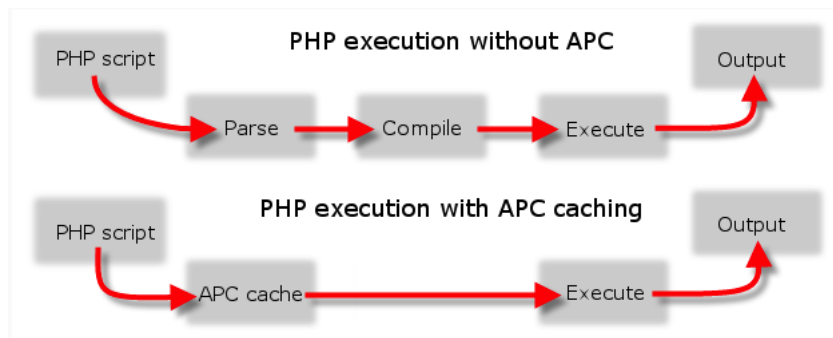 PHP execution without APC
PHP script
Parse
Compile
Execute
Output
PHP execution with APC caching
PHP script
APC cache
Execute
Output